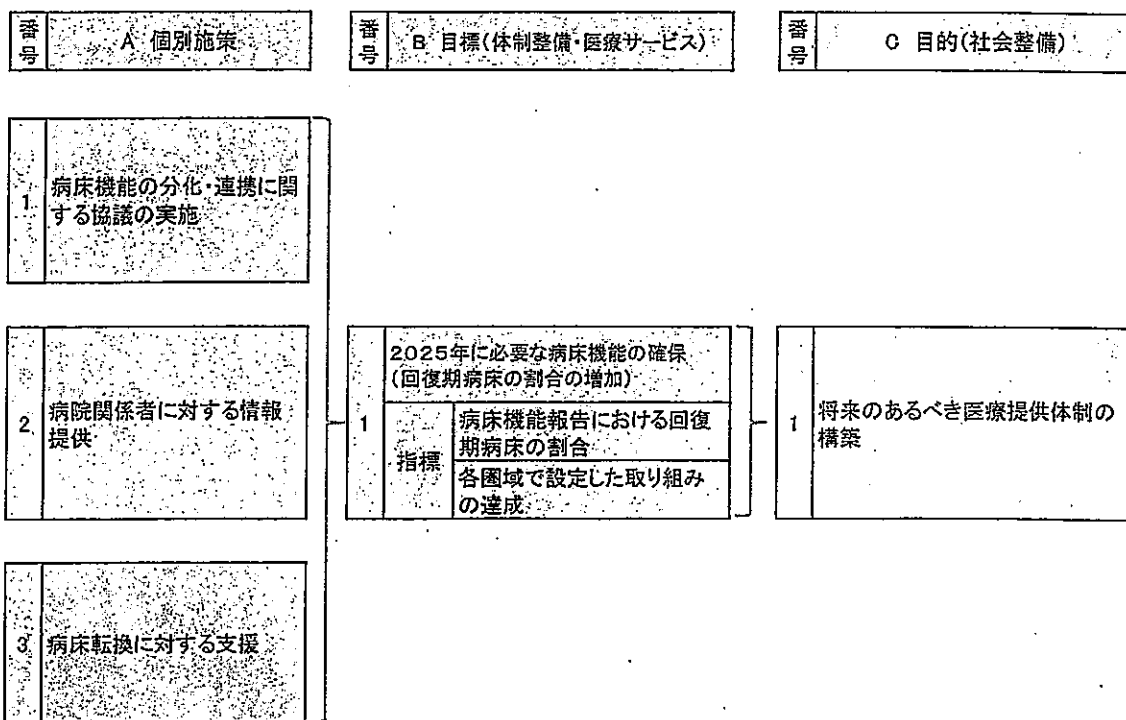 番号
A 個別施策
番号
B 目標(体制整備・医療サービス)
番号
C 目的(社会整備)
1
病床機能の分化・連携に関
する協議の実施
2
病院関係者に対する情報
提供
3
病床転換に対する支援
1
2025年に必要な病床機能の確保
(回復期病床の割合の増加)
指標
病床機能報告における回復
期病床の割合
各圏域で設定した取り組み
の達成
1
将来のあるべき医療提供体制の
構築